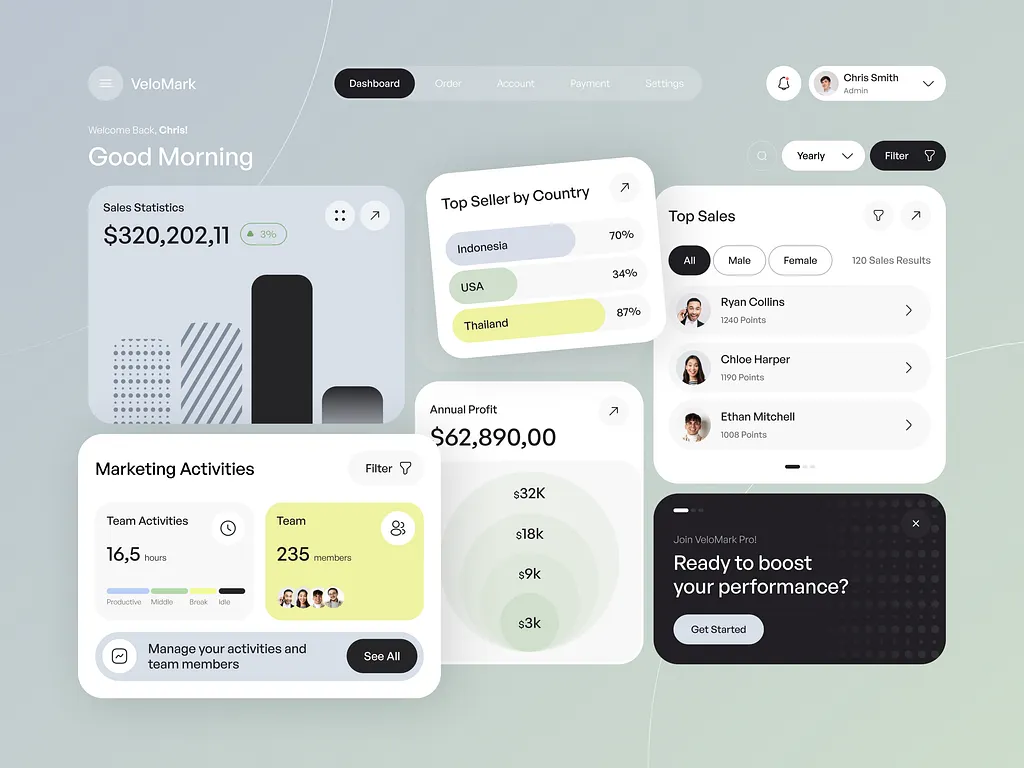 VeloMark
Dashboard
Order
Account
Payment
Settings
Chris Smith
Admin
Welcome Back, Chris!
Good Morning
Yearly
Filter
Sales Statistics
$320,202,11
3%
Top Seller by Country
Indonesia
70%
USA
34%
Thailand
87%
Top Sales
All
Male
Female
120 Sales Results
Ryan Collins
1240 Points
Chloe Harper
1190 Points
Ethan Mitchell
1008 Points
Annual Profit
$62,890,00
$32K
$18k
$9k
$3k
Marketing Activities
Filter
Team Activities
16,5 hours
Productive
Middle
Break
Idle
Team
235 members
Manage your activities and
team members
See All
Join VeloMark Pro!
Ready to boost
your performance?
Get Started